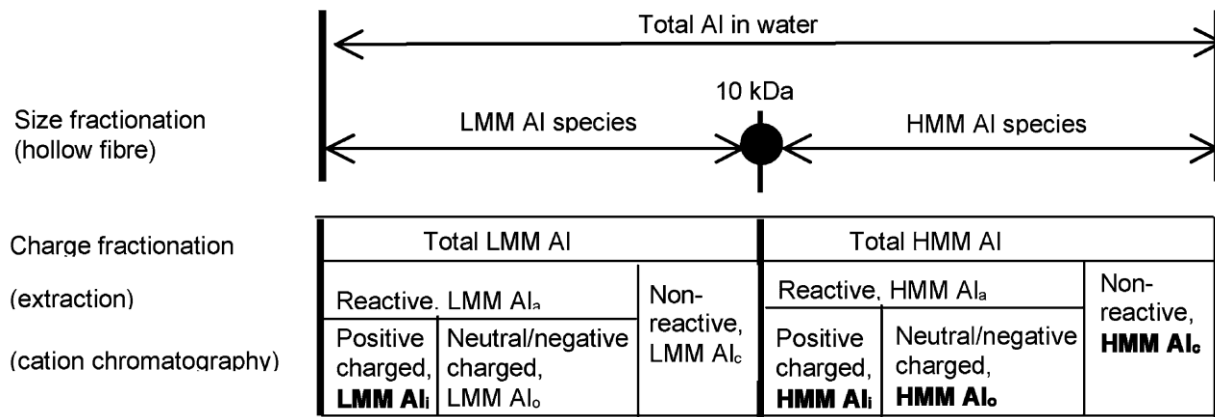 Total Al in water
10 kDa
Size fractionation
(hollow fibre)
LMM Al species
HMM Al species
Charge fractionation
Total LMM Al
Total HMM Al
(extraction)
Reactive, LMM Alₐ
Non-
reactive,
LMM Al꜀
Reactive, HMM Alₐ
Non-
reactive,
HMM Al꜀
(cation chromatography)
Positive
charged,
LMM Alᵢ
Neutral/negative
charged,
LMM Alₒ
Positive
charged,
HMM Alᵢ
Neutral/negative
charged,
HMM Alₒ